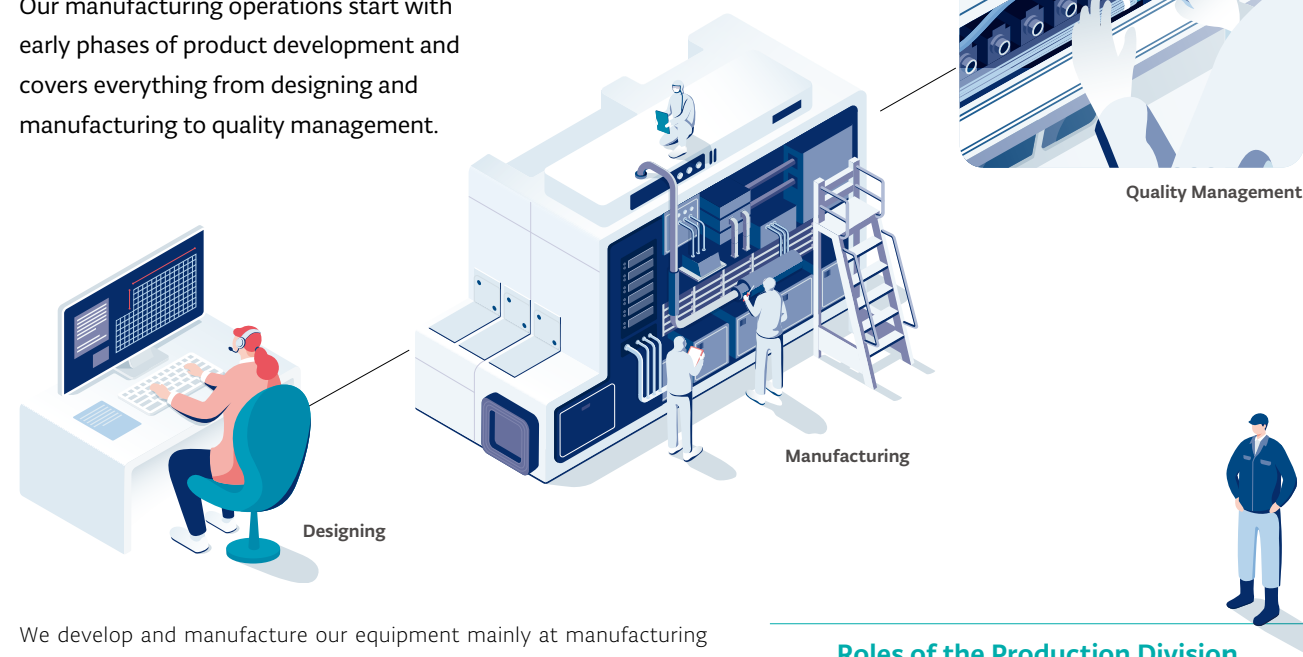 Our manufacturing operations start with
early phases of product development and
covers everything from designing and
manufacturing to quality management.
Quality Management
Manufacturing
Designing
We develop and manufacture our equipment mainly at manufacturing
Roles of the Production Division